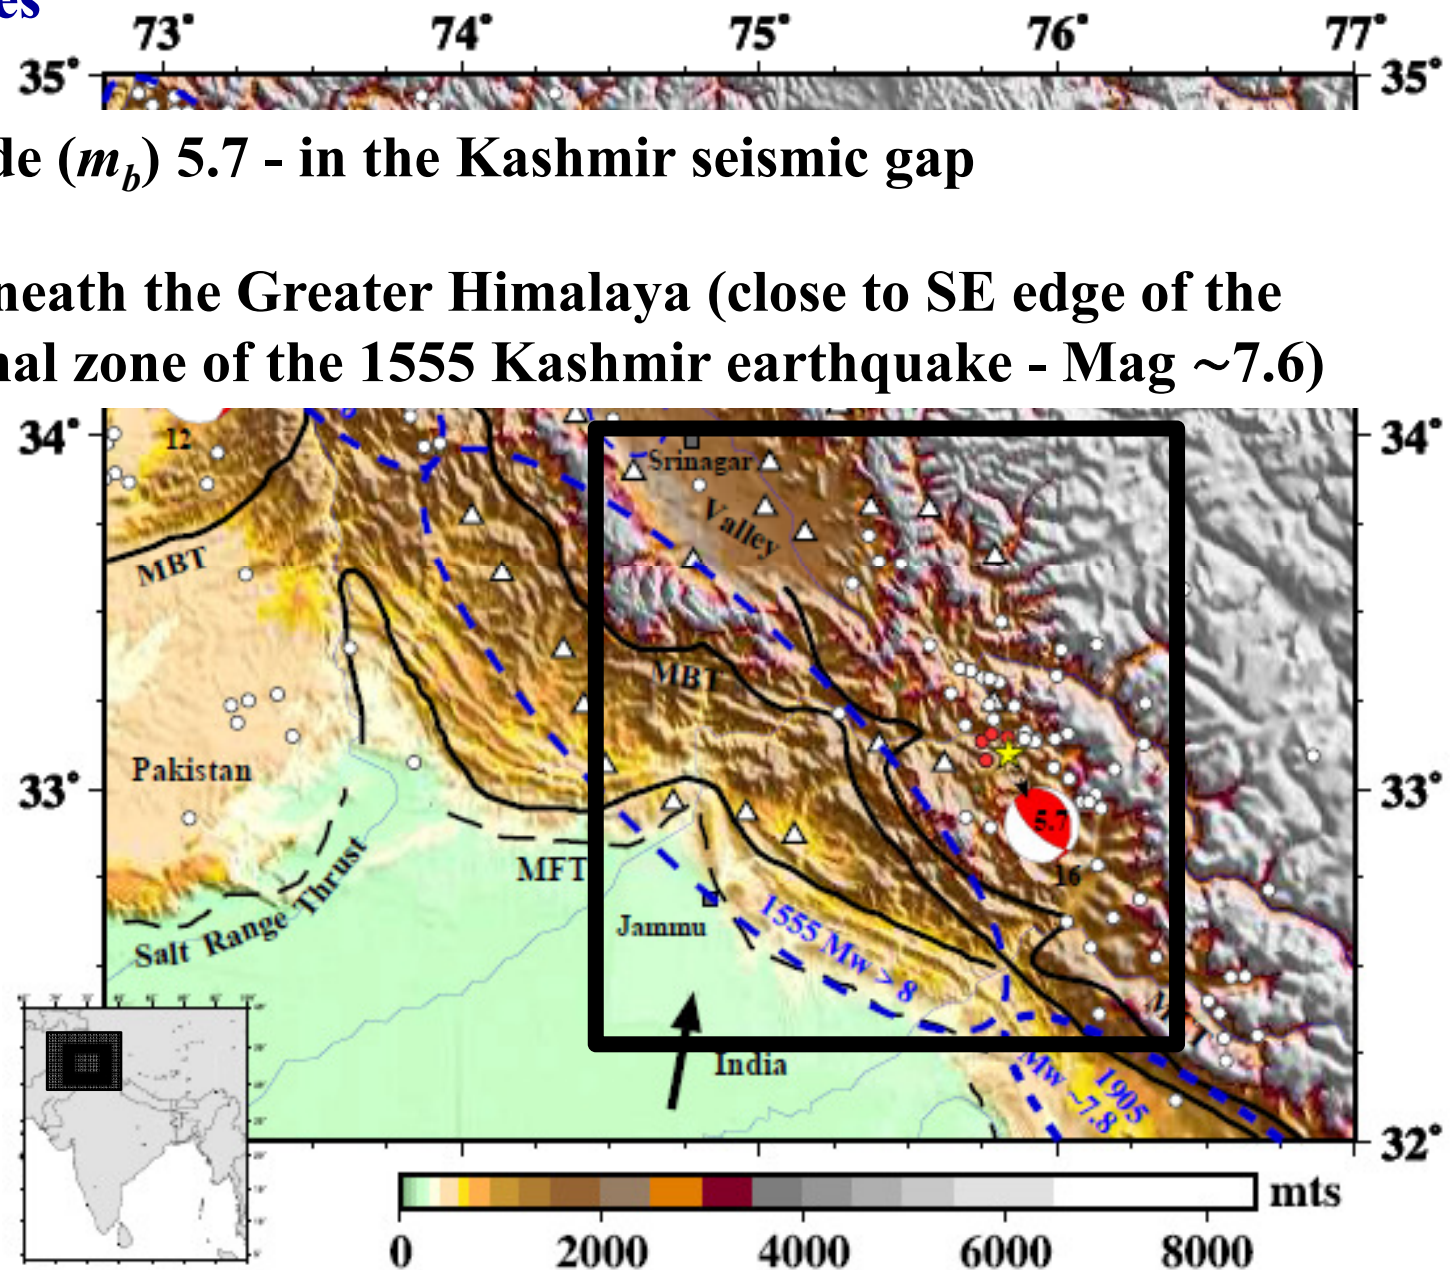 es
73° 74° 75° 76° 77°
35° 35°
de (m_b) 5.7 - in the Kashmir seismic gap
neath the Greater Himalaya (close to SE edge of the
nal zone of the 1555 Kashmir earthquake - Mag ~7.6)
34° 34°
12
Srinagar
Valley
MBT
MBT
33° 33°
Pakistan
5.7
16
MFT
Salt Range Thrust
Jammu
1555 Mw > 8
India
1905
Mw ~7.8
32°
mts
0 2000 4000 6000 8000